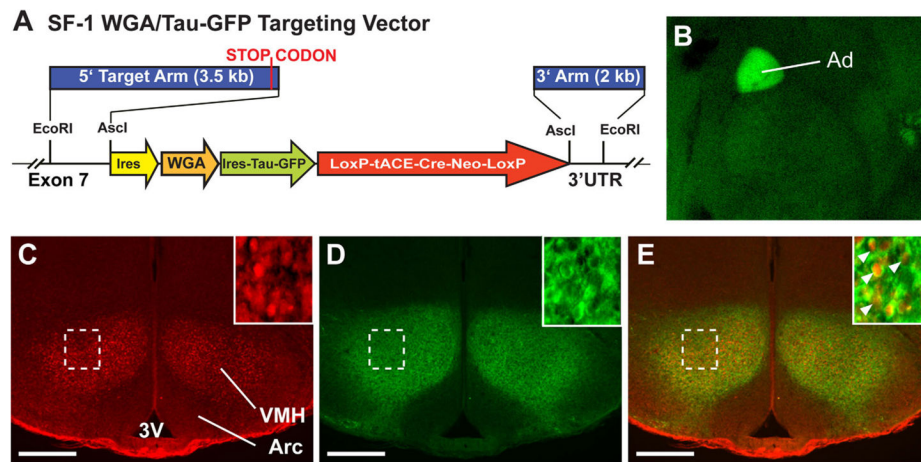 A SF-1 WGA/Tau-GFP Targeting Vector
STOP CODON
5' Target Arm (3.5 kb)
3' Arm (2 kb)
EcoRI
AscI
AscI
EcoRI
Ires
WGA
Ires-Tau-GFP
LoxP-tACE-Cre-Neo-LoxP
Exon 7
3'UTR
B
Ad
C
VMH
3V
Arc
D
E